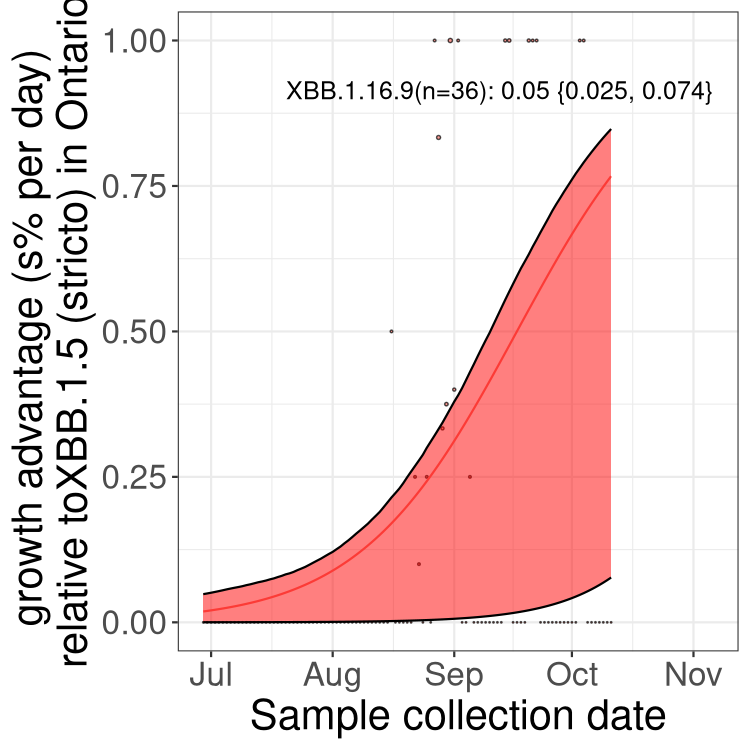 growth advantage (s% per day)
relative toXBB.1.5 (stricto) in Ontario
1.00
0.75
0.50
0.25
0.00
XBB.1.16.9(n=36): 0.05 {0.025, 0.074}
Jul
Aug
Sep
Oct
Nov
Sample collection date